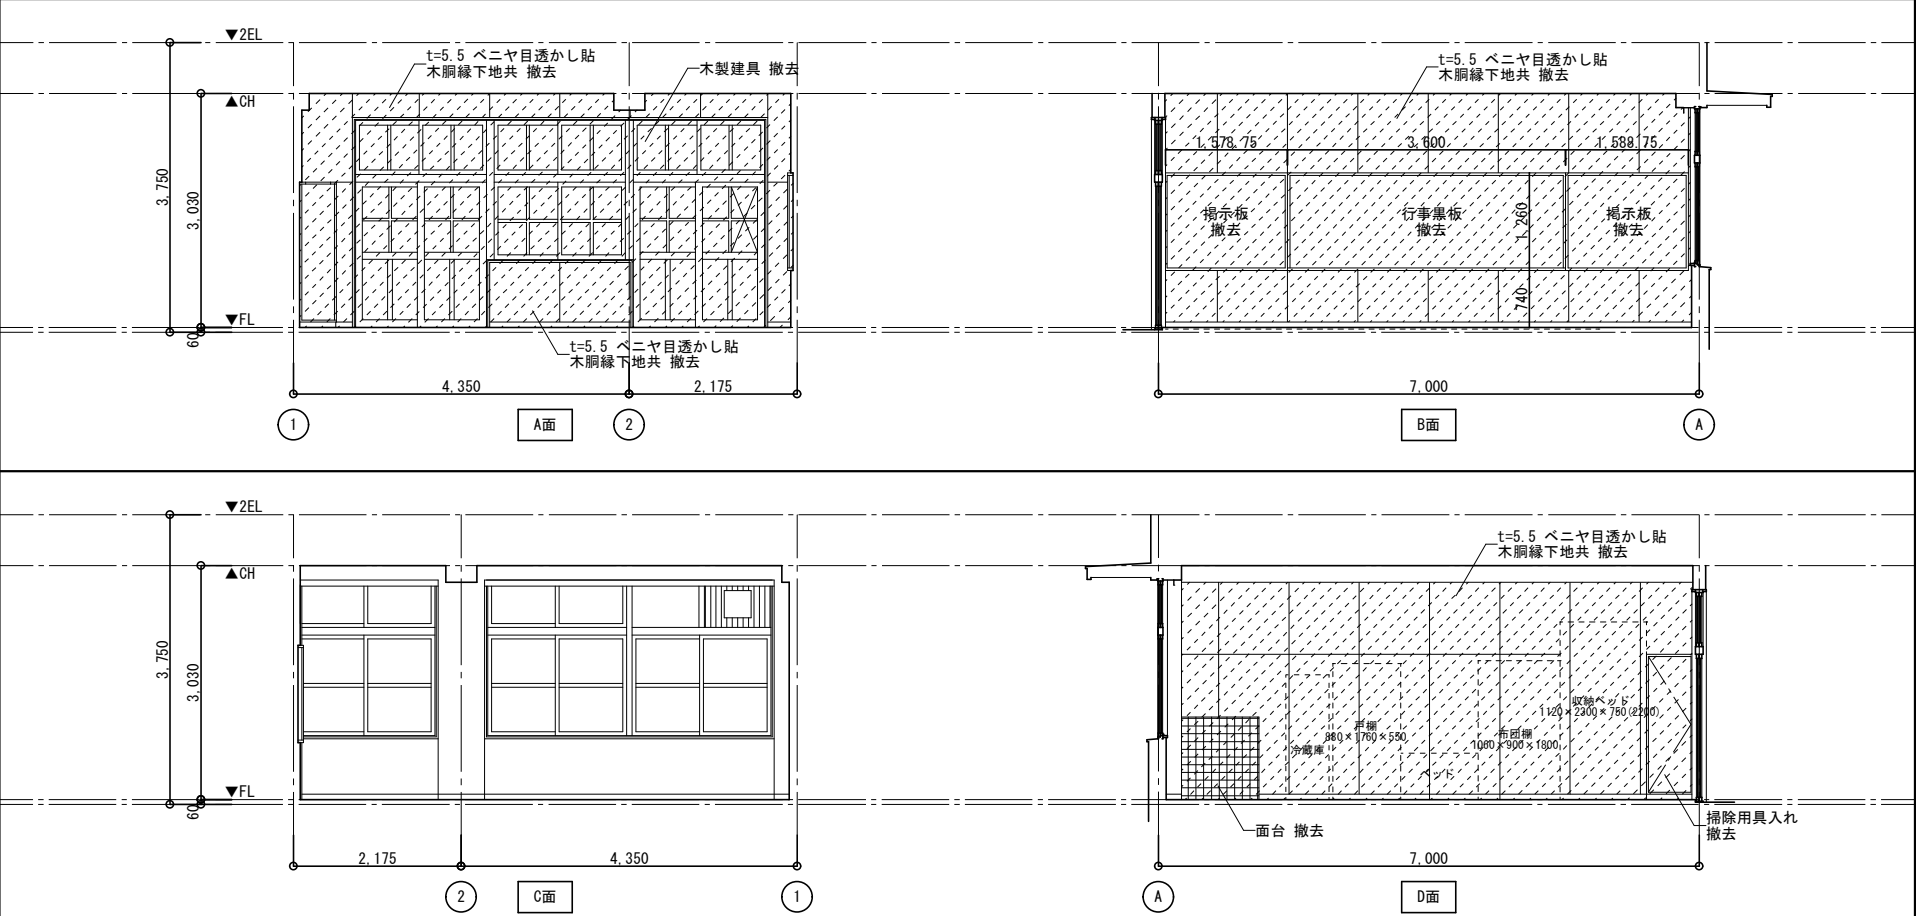 ▼2EL
t=5.5 ベニヤ目透かし貼
木胴縁下地共 撤去
木製建具 撤去
▲CH
3,750
3,030
▼FL
60
t=5.5 ベニヤ目透かし貼
木胴縁下地共 撤去
4,350
2,175
1
A面
2
t=5.5 ベニヤ目透かし貼
木胴縁下地共 撤去
1,578.75
3,600
1,588.75
掲示板
撤去
行事黒板
撤去
1,260
掲示板
撤去
740
7,000
B面
A
▼2EL
▲CH
3,750
3,030
▼FL
60
2,175
4,350
2
C面
1
t=5.5 ベニヤ目透かし貼
木胴縁下地共 撤去
収納ベッド
1120×2300×750(2200)
戸棚
880×1760×550
布団棚
1060×900×1800
冷蔵庫
ベッド
面台 撤去
掃除用具入れ
撤去
7,000
A
D面